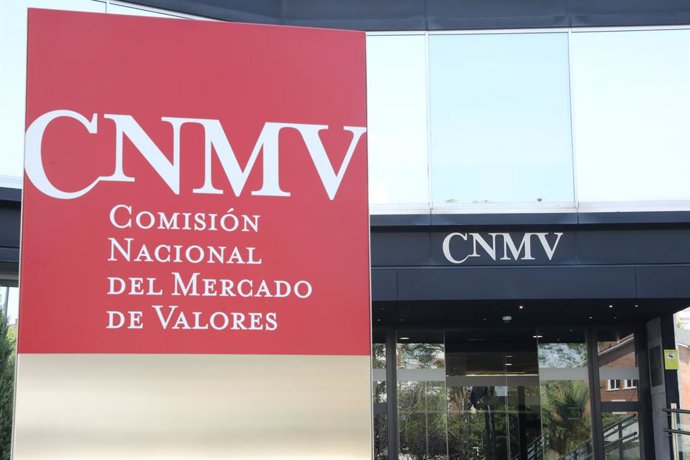 CNMV
COMISIÓN
NACIONAL
DEL MERCADO
DE VALORES
CNMV